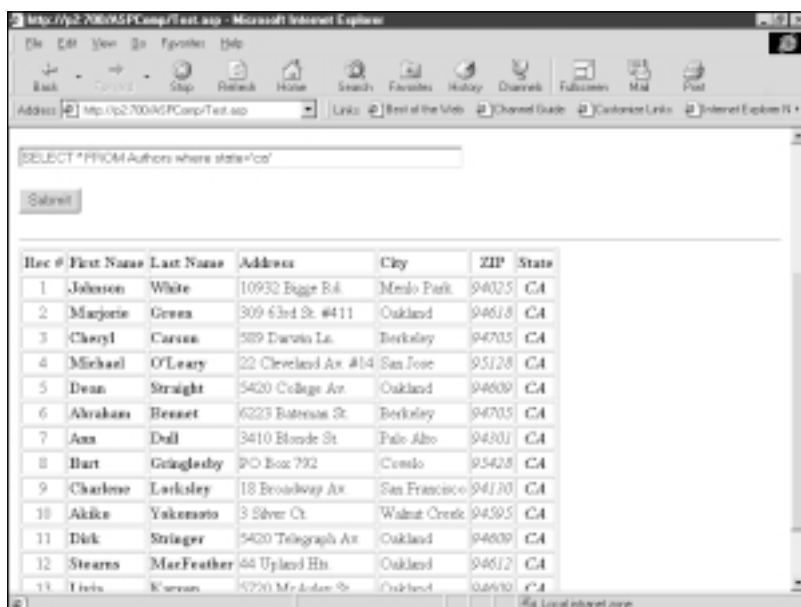 http://p2:700/ASPComp/Test.asp - Microsoft Internet Explorer
File Edit View Go Favorites Help
Back Forward Stop Refresh Home Search Favorites History Channels Fullscreen Mail Print
Address http://p2:700/ASPComp/Test.asp Links Best of the Web Channel Guide Customize Links Internet Explorer N
SELECT * FROM Authors where state='ca'
Submit
Rec # First Name Last Name Address City ZIP State
1 Johnson White 10932 Bigge Rd. Menlo Park 94025 CA
2 Marjorie Green 309 63rd St. #411 Oakland 94618 CA
3 Cheryl Carson 589 Darwin Ln. Berkeley 94705 CA
4 Michael O'Leary 22 Cleveland Av. #14 San Jose 95128 CA
5 Dean Straight 5420 College Av. Oakland 94609 CA
6 Abraham Bennet 6223 Bateman St. Berkeley 94705 CA
7 Ann Dull 3410 Blonde St. Palo Alto 94301 CA
8 Burt Gringlesby PO Box 792 Covelo 95428 CA
9 Charlene Locksley 18 Broadway Av. San Francisco 94130 CA
10 Akiko Yokomoto 3 Silver Ct. Walnut Creek 94595 CA
11 Dirk Stringer 5420 Telegraph Av. Oakland 94609 CA
12 Stearns MacFeather 44 Upland Hts. Oakland 94612 CA
13 Livia Karsen 5720 McAuley St. Oakland 94609 CA
Local intranet zone